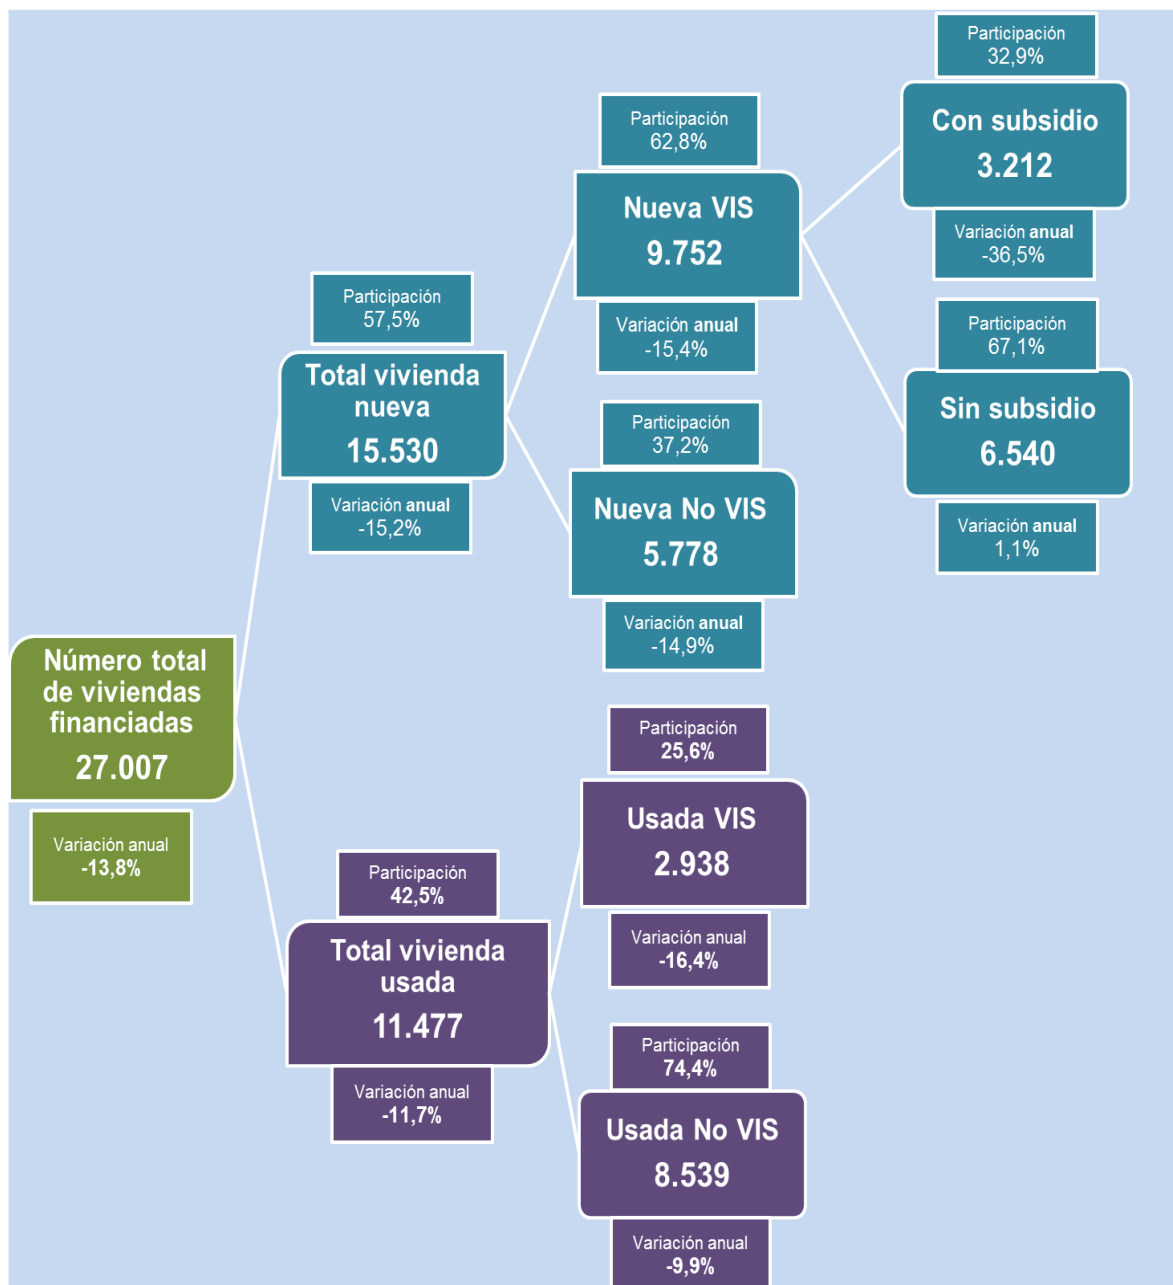 Número total
de viviendas
financiadas
27.007
Variación anual
-13,8%
Participación
57,5%
Total vivienda
nueva
15.530
Variación anual
-15,2%
Participación
62,8%
Nueva VIS
9.752
Variación anual
-15,4%
Participación
32,9%
Con subsidio
3.212
Variación anual
-36,5%
Participación
67,1%
Sin subsidio
6.540
Variación anual
1,1%
Participación
37,2%
Nueva No VIS
5.778
Variación anual
-14,9%
Participación
42,5%
Total vivienda
usada
11.477
Variación anual
-11,7%
Participación
25,6%
Usada VIS
2.938
Variación anual
-16,4%
Participación
74,4%
Usada No VIS
8.539
Variación anual
-9,9%